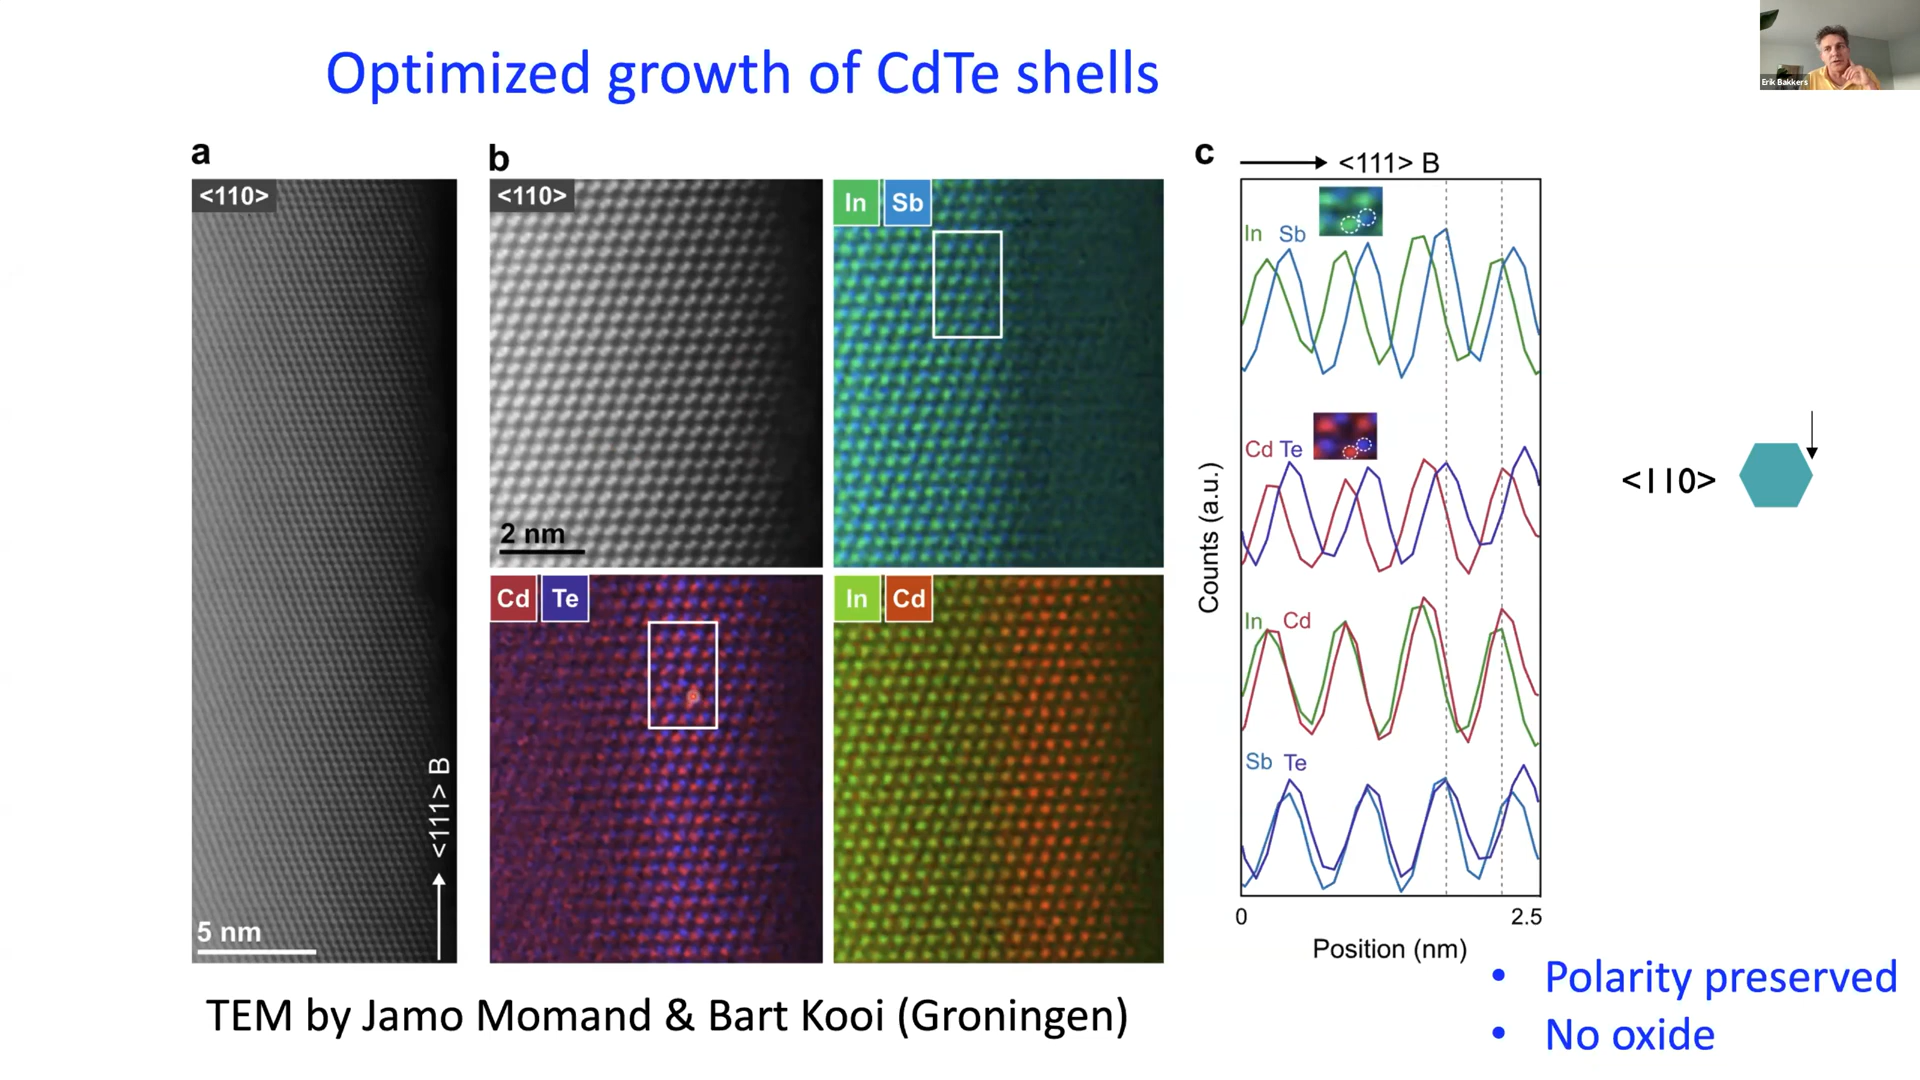 Optimized growth of CdTe shells
Erik Bakkers
a
<110>
<111> B
5 nm
b
<110>
2 nm
In Sb
Cd Te
In Cd
c
<111> B
In Sb
Cd Te
In Cd
Sb Te
Counts (a.u.)
0 2.5
Position (nm)
<110>
TEM by Jamo Momand & Bart Kooi (Groningen)
• Polarity preserved
• No oxide